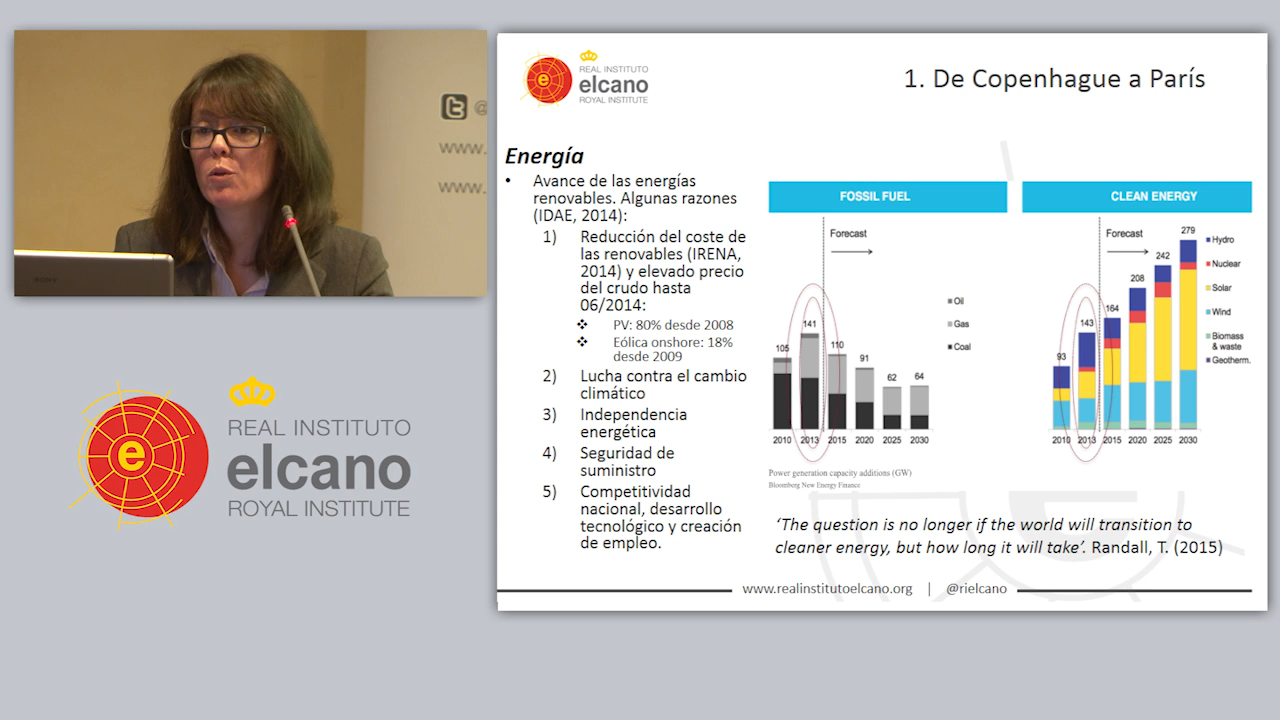 @
www.
www.
SONY
e
REAL INSTITUTO
elcano
ROYAL INSTITUTE
e
REAL INSTITUTO
elcano
ROYAL INSTITUTE
1. De Copenhague a París
Energía
• Avance de las energías
renovables. Algunas razones
(IDAE, 2014):
1) Reducción del coste de
las renovables (IRENA,
2014) y elevado precio
del crudo hasta
06/2014:
❖ PV: 80% desde 2008
❖ Eólica onshore: 18%
desde 2009
2) Lucha contra el cambio
climático
3) Independencia
energética
4) Seguridad de
suministro
5) Competitividad
nacional, desarrollo
tecnológico y creación
de empleo.
FOSSIL FUEL
Forecast
105 141 110 91 62 64
Oil
Gas
Coal
2010 2013 2015 2020 2025 2030
CLEAN ENERGY
Forecast
93 143 164 208 242 279
Hydro
Nuclear
Solar
Wind
Biomass
& waste
Geotherm.
2010 2013 2015 2020 2025 2030
Power generation capacity additions (GW)
Bloomberg New Energy Finance
‘The question is no longer if the world will transition to
cleaner energy, but how long it will take’. Randall, T. (2015)
www.realinstitutoelcano.org | @rielcano